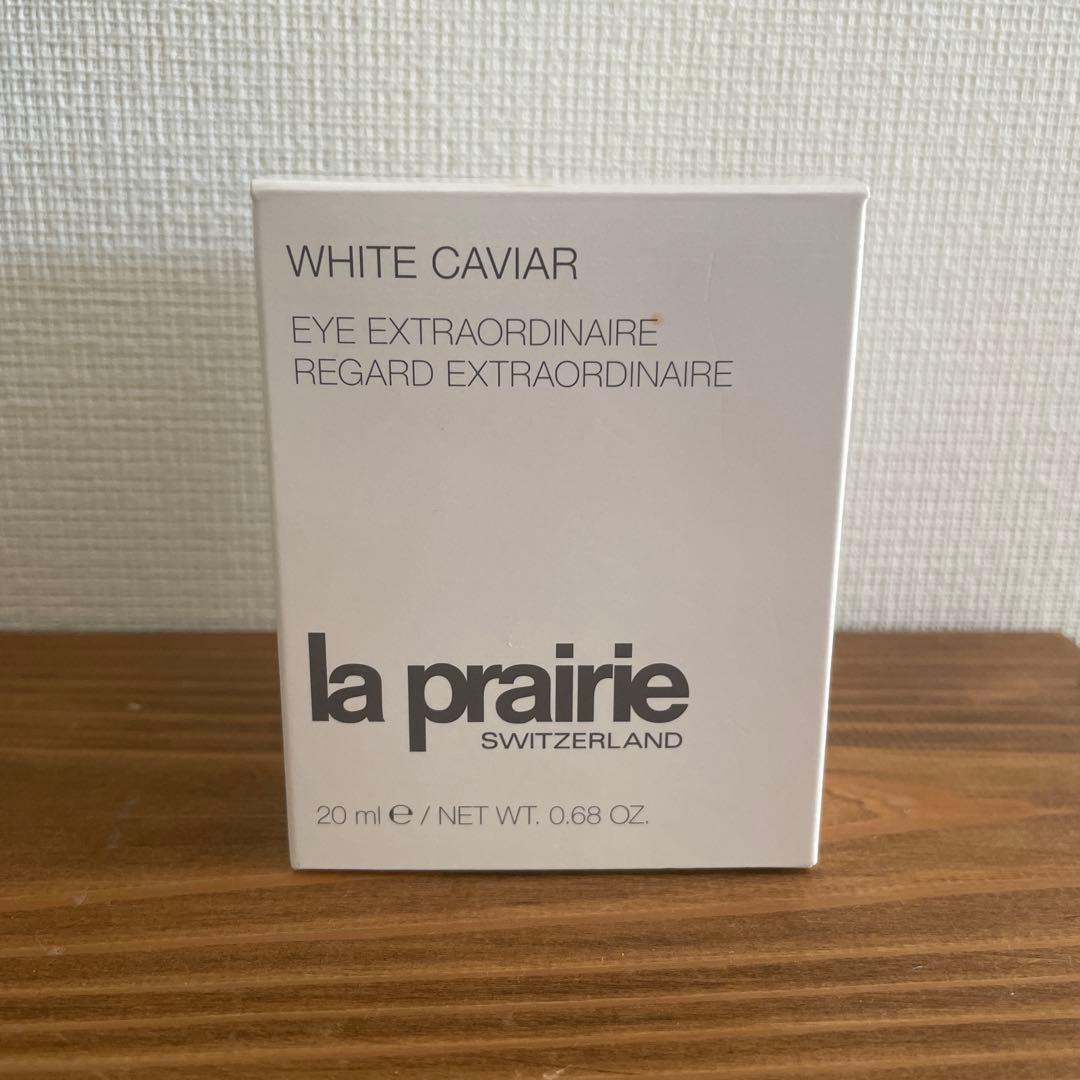 WHITE CAVIAR
EYE EXTRAORDINAIRE
REGARD EXTRAORDINAIRE
la prairie
SWITZERLAND
20 ml ℮ / NET WT. 0.68 OZ.